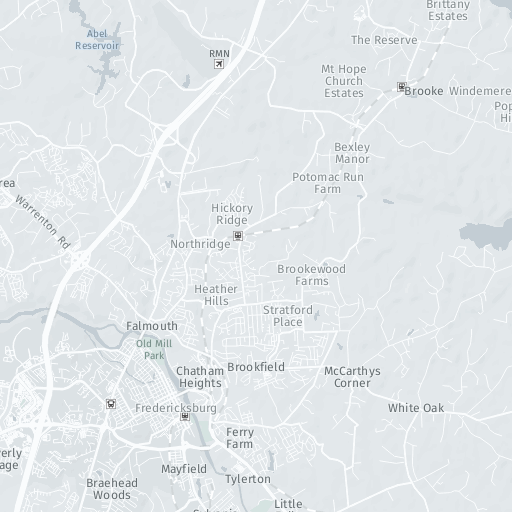 Brittany
Estates
Abel
Reservoir
The Reserve
RMN
Mt Hope
Church
Estates
Brooke
Windemere
Bexley
Manor
Potomac Run
Farm
Warrenton Rd
Hickory
Ridge
Northridge
Brookewood
Farms
Heather
Hills
Stratford
Place
Falmouth
Old Mill
Park
Chatham
Heights
Brookfield
McCarthys
Corner
Fredericksburg
White Oak
Ferry
Farm
Mayfield
Tylerton
Braehead
Woods
Little